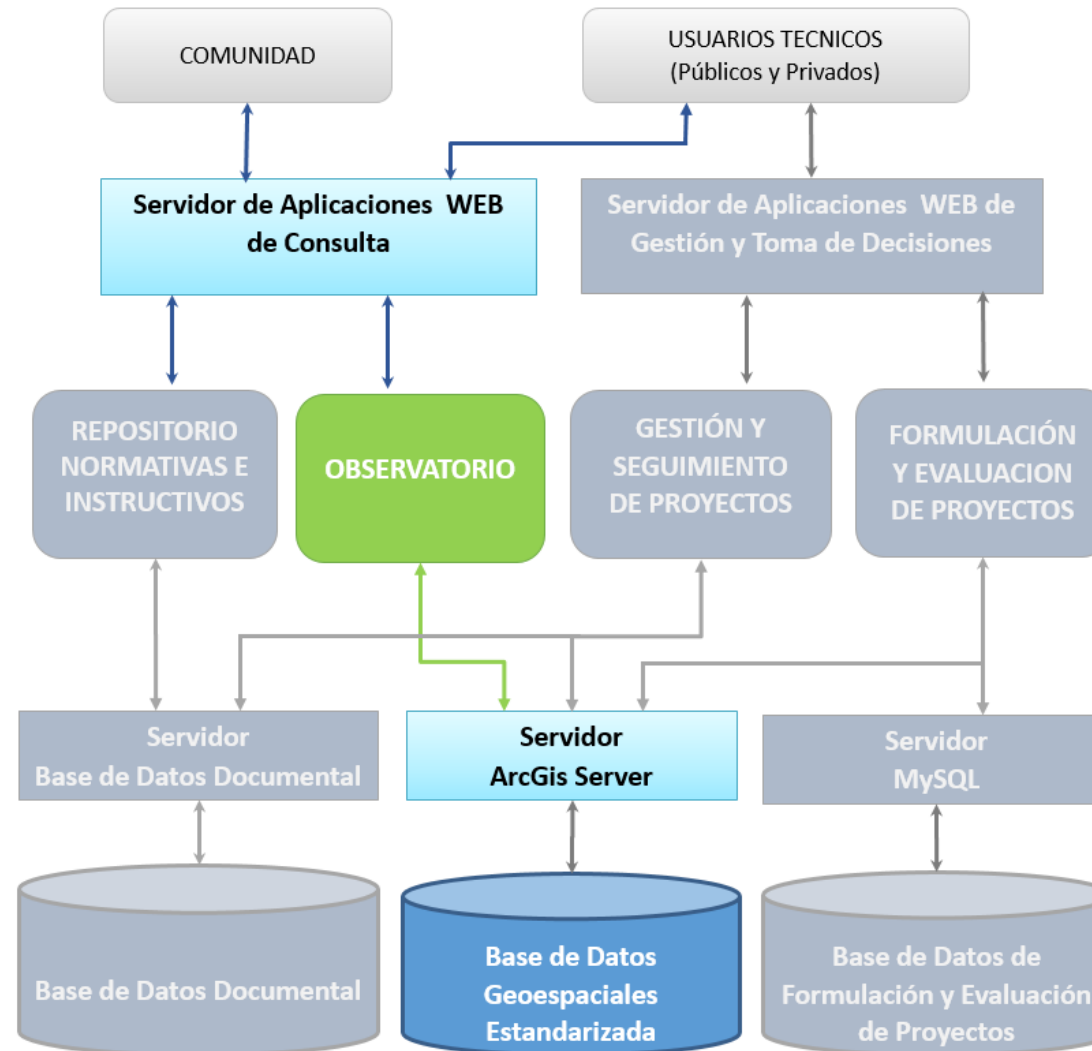 COMUNIDAD
USUARIOS TECNICOS
(Públicos y Privados)
Servidor de Aplicaciones WEB
de Consulta
Servidor de Aplicaciones WEB de
Gestión y Toma de Decisiones
REPOSITORIO
NORMATIVAS E
INSTRUCTIVOS
OBSERVATORIO
GESTIÓN Y
SEGUIMIENTO
DE PROYECTOS
FORMULACIÓN
Y EVALUACION
DE PROYECTOS
Servidor
Base de Datos Documental
Servidor
ArcGis Server
Servidor
MySQL
Base de Datos Documental
Base de Datos
Geoespaciales
Estandarizada
Base de Datos de
Formulación y Evaluación
de Proyectos